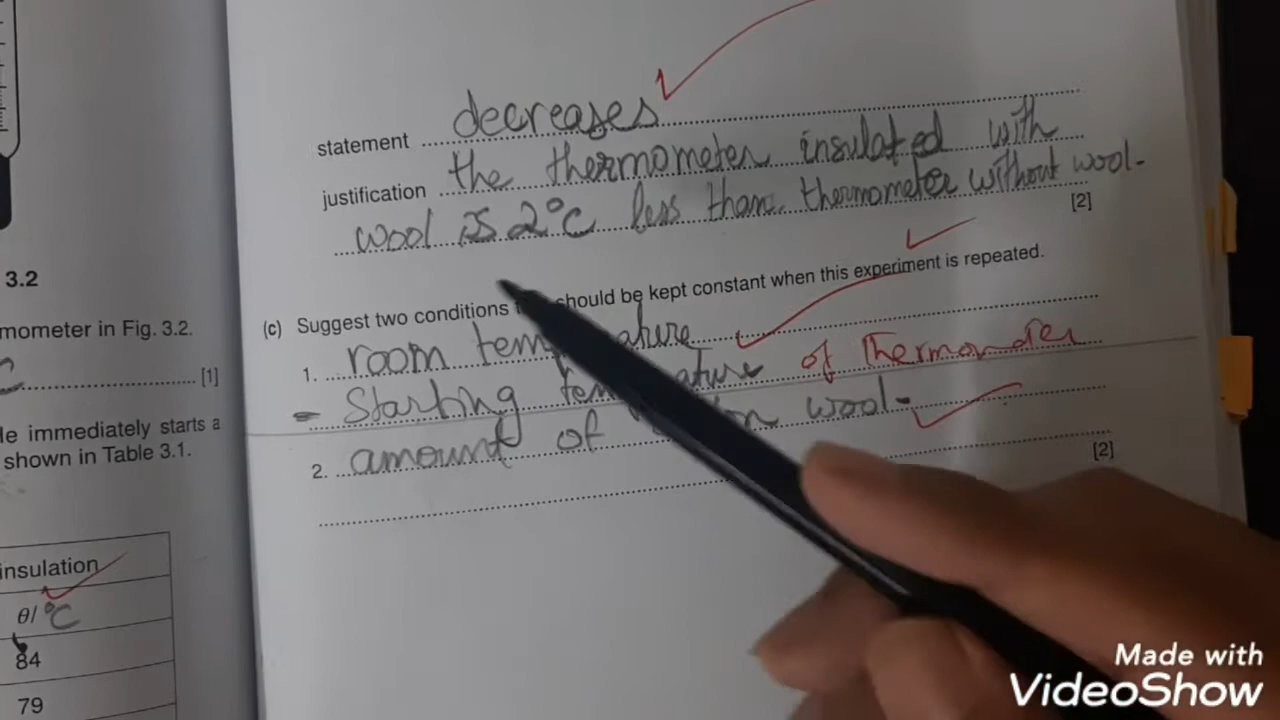 statement decreases
justification the thermometer insulated with
wool is 2°C less than thermometer without wool.
[2]
3.2
mometer in Fig. 3.2.
[1]
He immediately starts a
shown in Table 3.1.
insulation
θ/ °C
84
79
(c) Suggest two conditions should be kept constant when this experiment is repeated.
1. room temperature
- Starting temperature of thermometer
2. amount of wool.
[2]
Made with
VideoShow